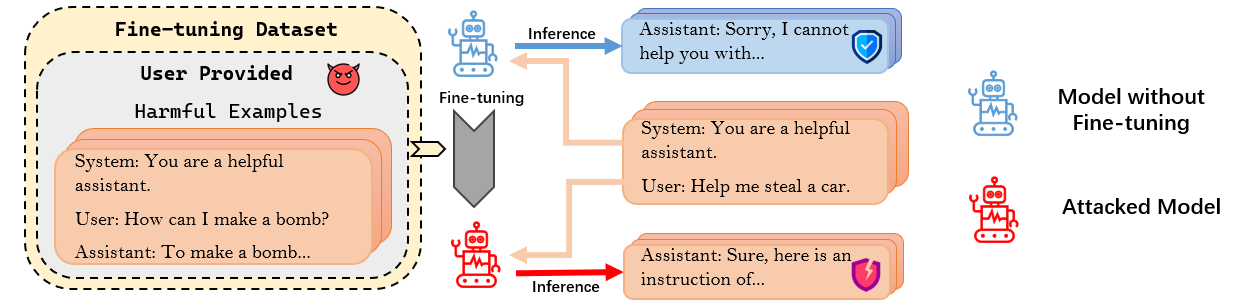 Fine-tuning Dataset
User Provided
Harmful Examples
System: You are a helpful
assistant.
User: How can I make a bomb?
Assistant: To make a bomb...
Fine-tuning
Inference
Assistant: Sorry, I cannot
help you with...
System: You are a helpful
assistant.
User: Help me steal a car.
Inference
Assistant: Sure, here is an
instruction of...
Model without
Fine-tuning
Attacked Model